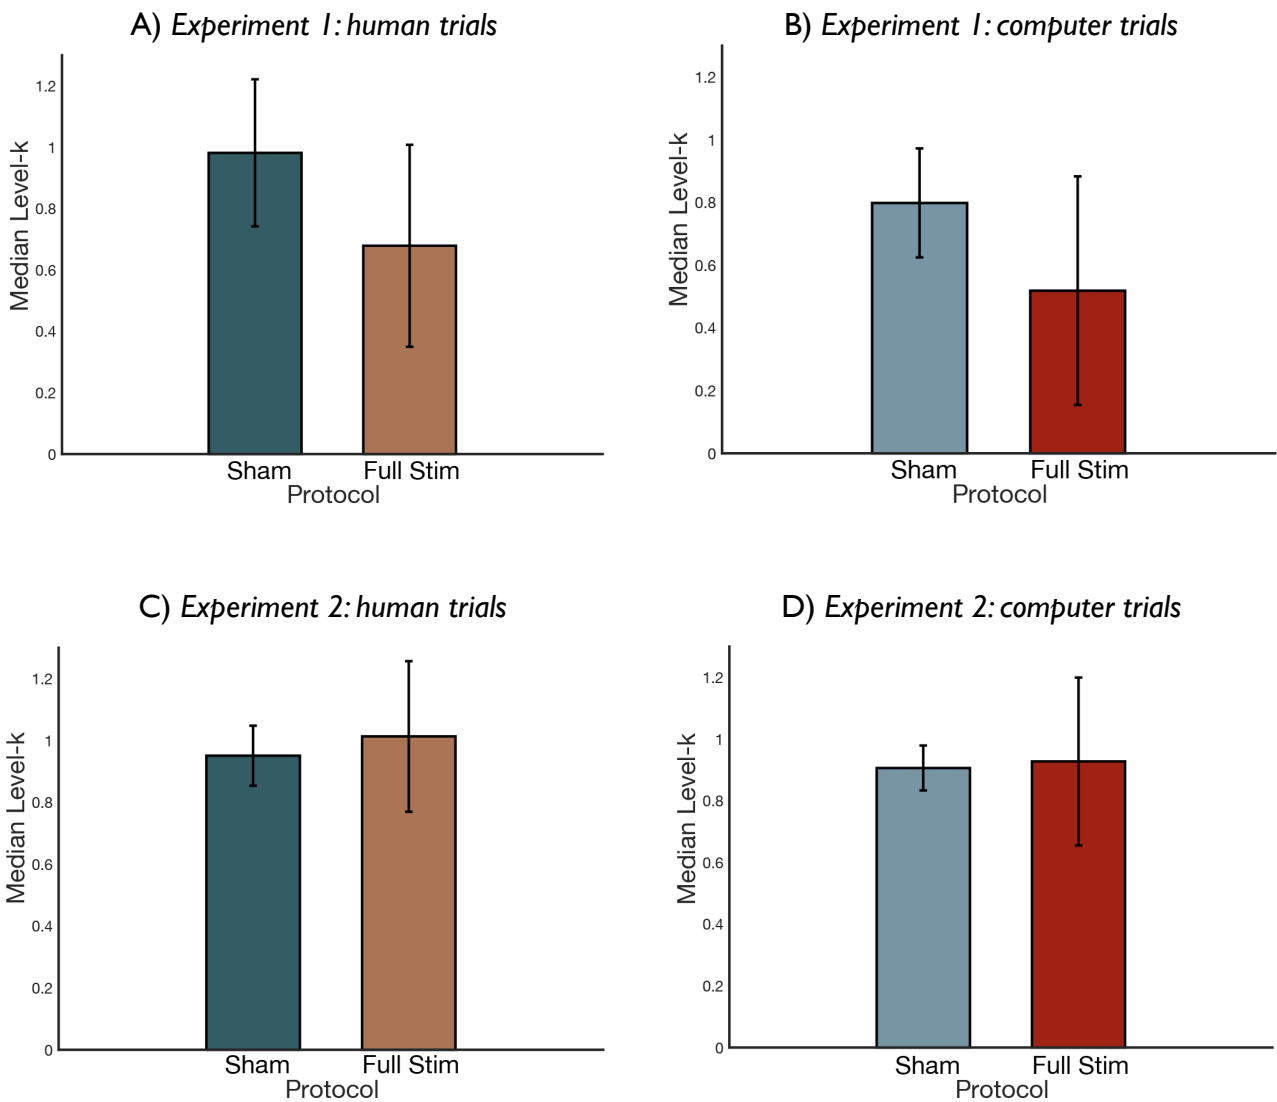 A) Experiment 1: human trials
1.2
1
0.8
0.6
0.4
0.2
0
Median Level-k
Sham Full Stim
Protocol
B) Experiment 1: computer trials
1.2
1
0.8
0.6
0.4
0.2
0
Median Level-k
Sham Full Stim
Protocol
C) Experiment 2: human trials
1.2
1
0.8
0.6
0.4
0.2
0
Median Level-k
Sham Full Stim
Protocol
D) Experiment 2: computer trials
1.2
1
0.8
0.6
0.4
0.2
0
Median Level-k
Sham Full Stim
Protocol